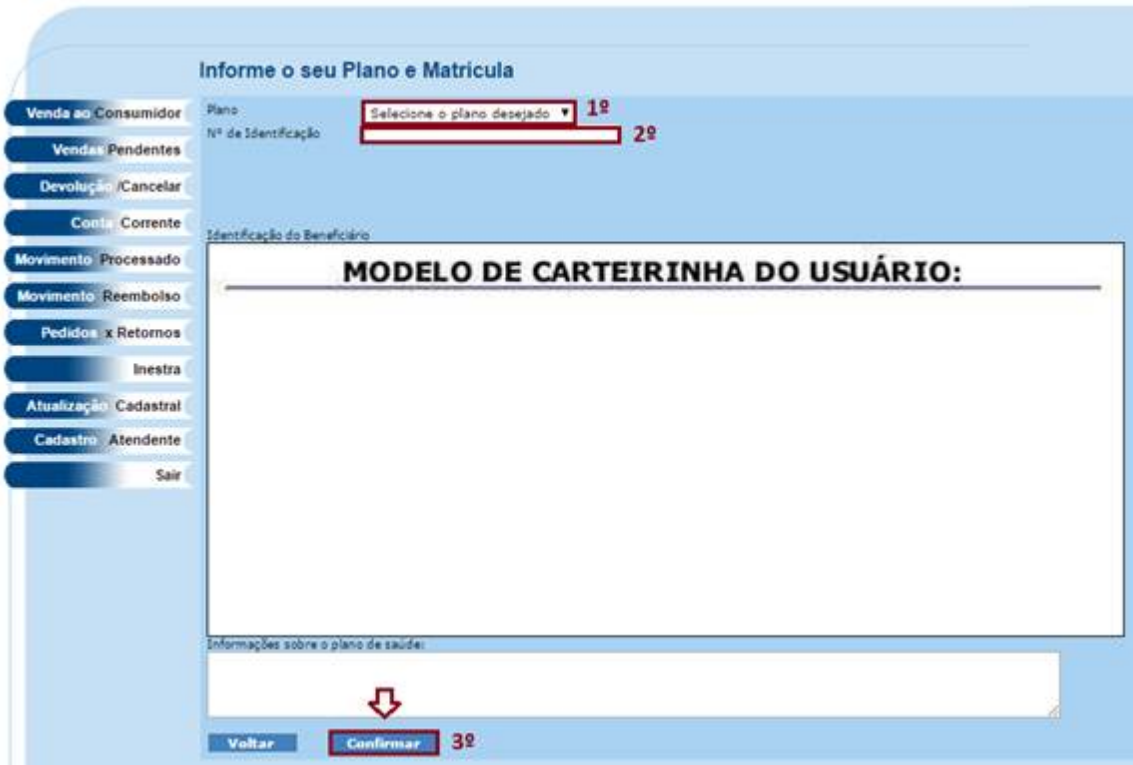 Informe o seu Plano e Matricula
Venda ao Consumidor
Vendas Pendentes
Devolução /Cancelar
Conta Corrente
Movimento Processado
Movimento Reembolso
Pedidos x Retornos
Inestra
Atualização Cadastral
Cadastro Atendente
Sair
Plano Selecione o plano desejado 1º
Nº de Identificação 2º
Identificação do Beneficiário
MODELO DE CARTEIRINHA DO USUÁRIO:
Informações sobre o plano de saúde:
Voltar Confirmar 3º